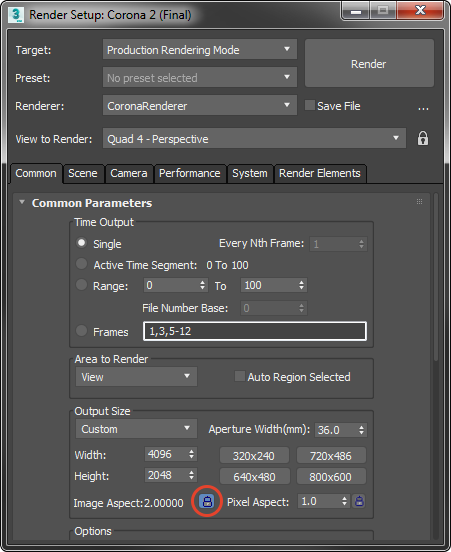 Render Setup: Corona 2 (Final)
Target: Production Rendering Mode
Render
Preset: No preset selected
Renderer: CoronaRenderer Save File ...
View to Render: Quad 4 - Perspective
Common Scene Camera Performance System Render Elements
Common Parameters
Time Output
Single Every Nth Frame: 1
Active Time Segment: 0 To 100
Range: 0 To 100
File Number Base: 0
Frames 1,3,5-12
Area to Render
View Auto Region Selected
Output Size
Custom Aperture Width(mm): 36.0
Width: 4096 320x240 720x486
Height: 2048 640x480 800x600
Image Aspect:2.00000 Pixel Aspect: 1.0
Options